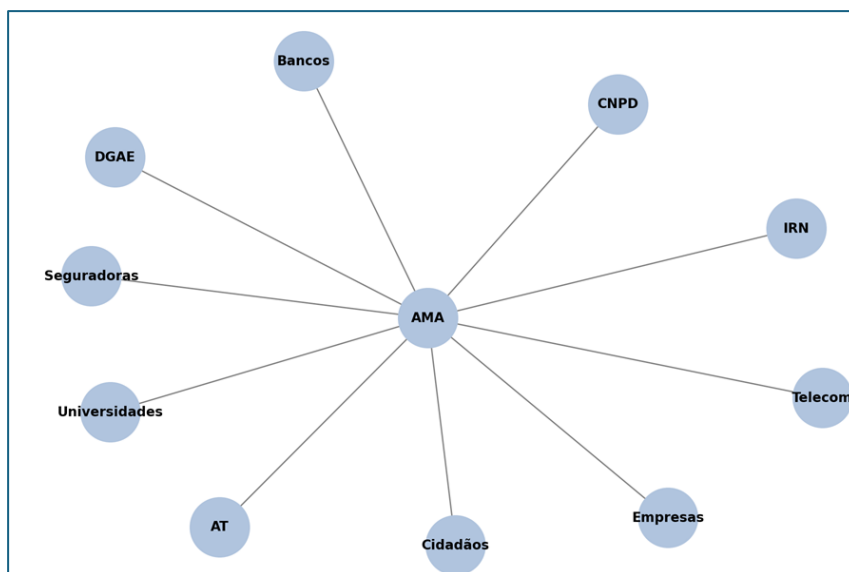 Bancos
CNPD
DGAE
IRN
Seguradoras
AMA
Telecom
Universidades
Empresas
AT
Cidadãos